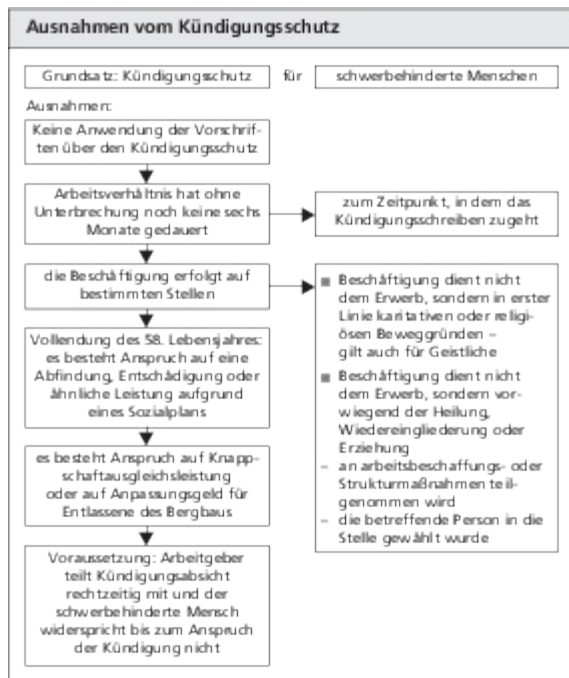 Ausnahmen vom Kündigungsschutz
Grundsatz: Kündigungsschutz für schwerbehinderte Menschen
Ausnahmen:
Keine Anwendung der Vorschrif-
ten über den Kündigungsschutz
Arbeitsverhältnis hat ohne
Unterbrechung noch keine sechs
Monate gedauert
zum Zeitpunkt, in dem das
Kündigungsschreiben zugeht
die Beschäftigung erfolgt auf
bestimmten Stellen
■ Beschäftigung dient nicht
dem Erwerb, sondern in erster
Linie karitativen oder religi-
ösen Beweggründen –
gilt auch für Geistliche
■ Beschäftigung dient nicht
dem Erwerb, sondern vor-
wiegend der Heilung,
Wiedereingliederung oder
Erziehung
– an arbeitsbeschaffungs- oder
Strukturmaßnahmen teil-
genommen wird
– die betreffende Person in die
Stelle gewählt wurde
Vollendung des 58. Lebensjahres:
es besteht Anspruch auf eine
Abfindung, Entschädigung oder
ähnliche Leistung aufgrund
eines Sozialplans
es besteht Anspruch auf Knapp-
schaftausgleichsleistung
oder auf Anpassungsgeld für
Entlassene des Bergbaus
Voraussetzung: Arbeitgeber
teilt Kündigungsabsicht
rechtzeitig mit und der
schwerbehinderte Mensch
widerspricht bis zum Anspruch
der Kündigung nicht